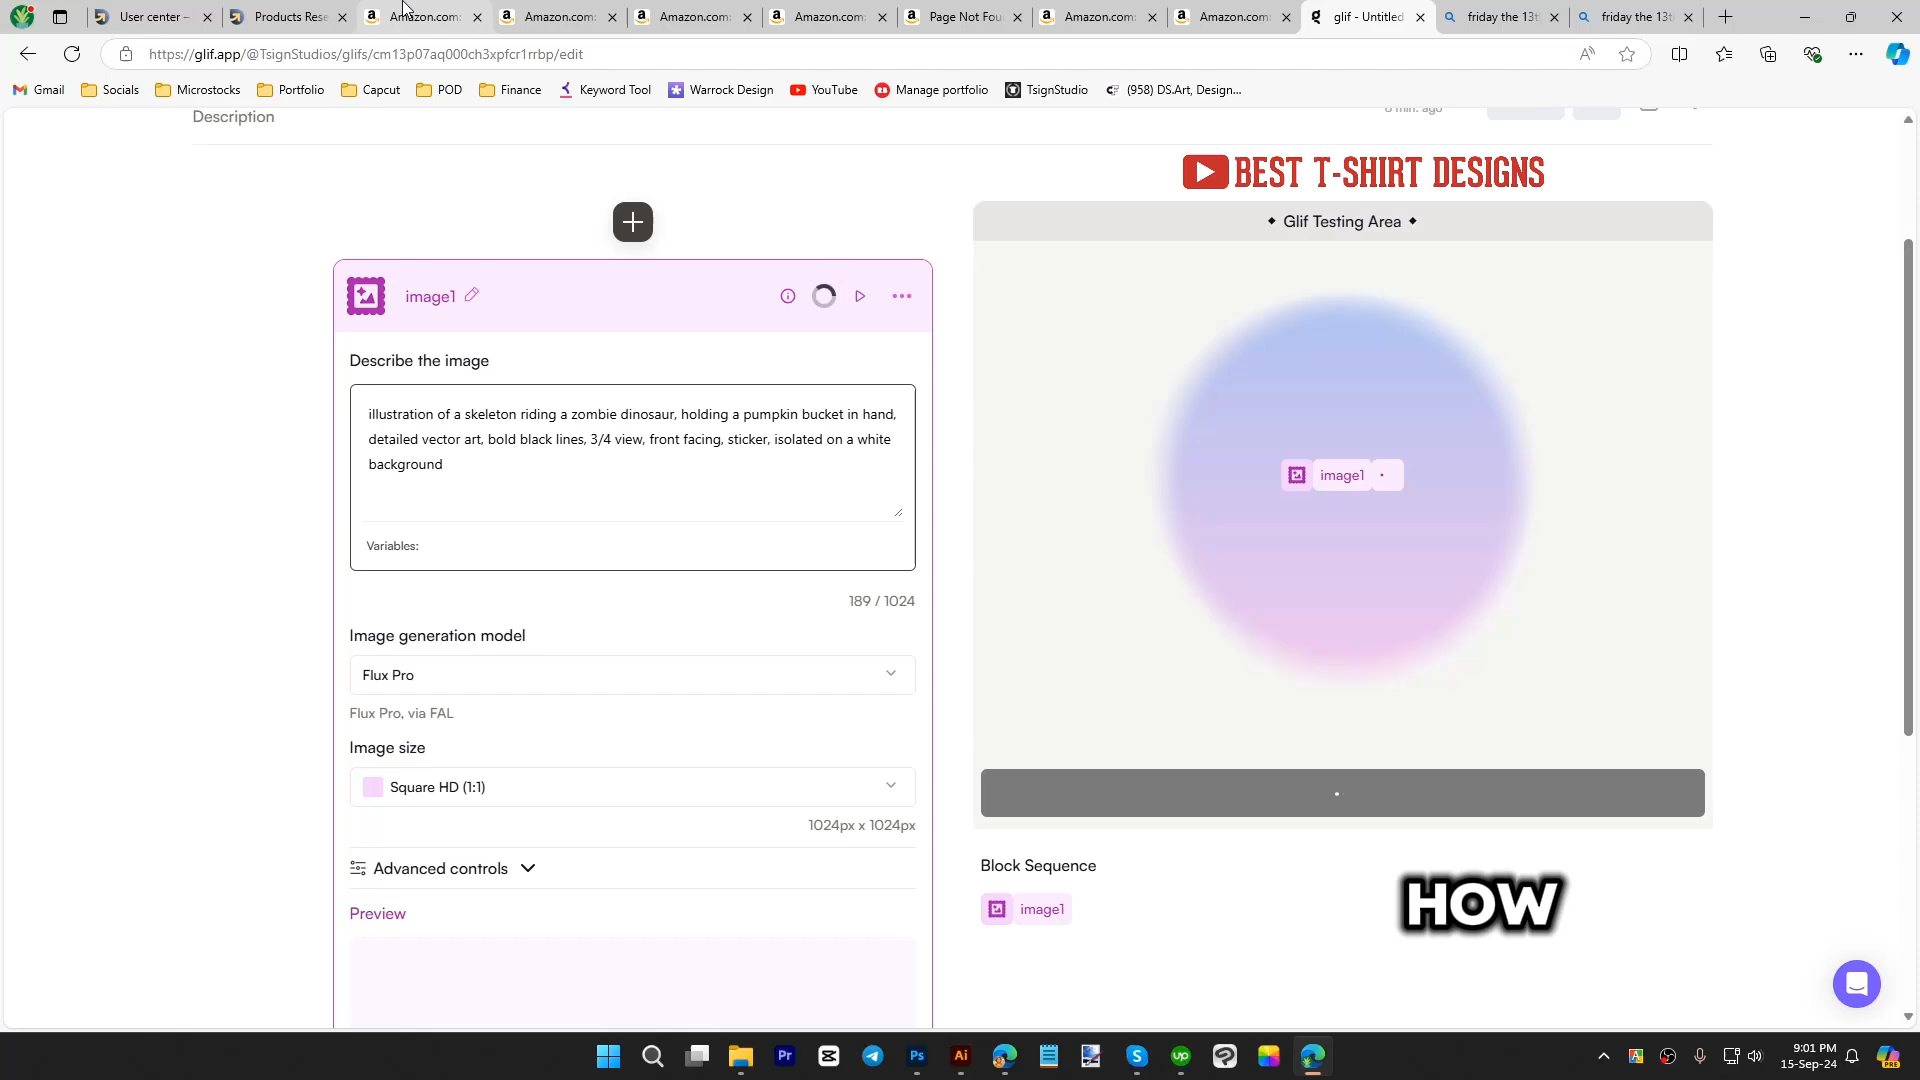 User center –
Products Rese
Amazon.com:
Amazon.com:
Amazon.com:
Amazon.com:
Page Not Fou
Amazon.com:
Amazon.com:
glif - Untitled
friday the 13t
friday the 13t
https://glif.app/@TsignStudios/glifs/cm13p07aq000ch3xpfcr1rrbp/edit
Gmail
Socials
Microstocks
Portfolio
Capcut
POD
Finance
Keyword Tool
Warrock Design
YouTube
Manage portfolio
TsignStudio
(958) DS.Art, Design...
Description
min. ago
BEST T-SHIRT DESIGNS
Glif Testing Area
image1
Describe the image
illustration of a skeleton riding a zombie dinosaur, holding a pumpkin bucket in hand,
detailed vector art, bold black lines, 3/4 view, front facing, sticker, isolated on a white
background
image1
Variables:
189 / 1024
Image generation model
Flux Pro
Flux Pro, via FAL
Image size
Square HD (1:1)
1024px x 1024px
Advanced controls
Block Sequence
image1
HOW
Preview
9:01 PM
15-Sep-24